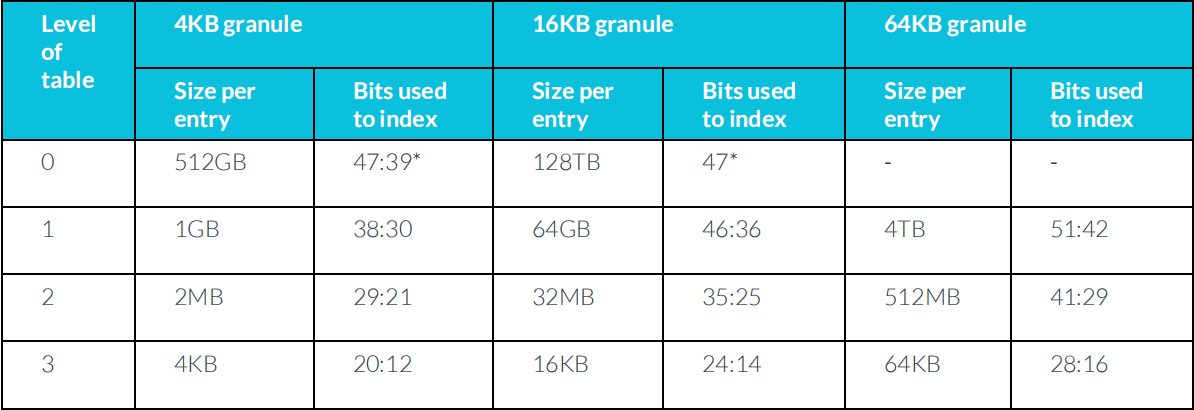 Level of table 4KB granule 16KB granule 64KB granule
Size per entry Bits used to index Size per entry Bits used to index Size per entry Bits used to index
0 512GB 47:39* 128TB 47* - -
1 1GB 38:30 64GB 46:36 4TB 51:42
2 2MB 29:21 32MB 35:25 512MB 41:29
3 4KB 20:12 16KB 24:14 64KB 28:16